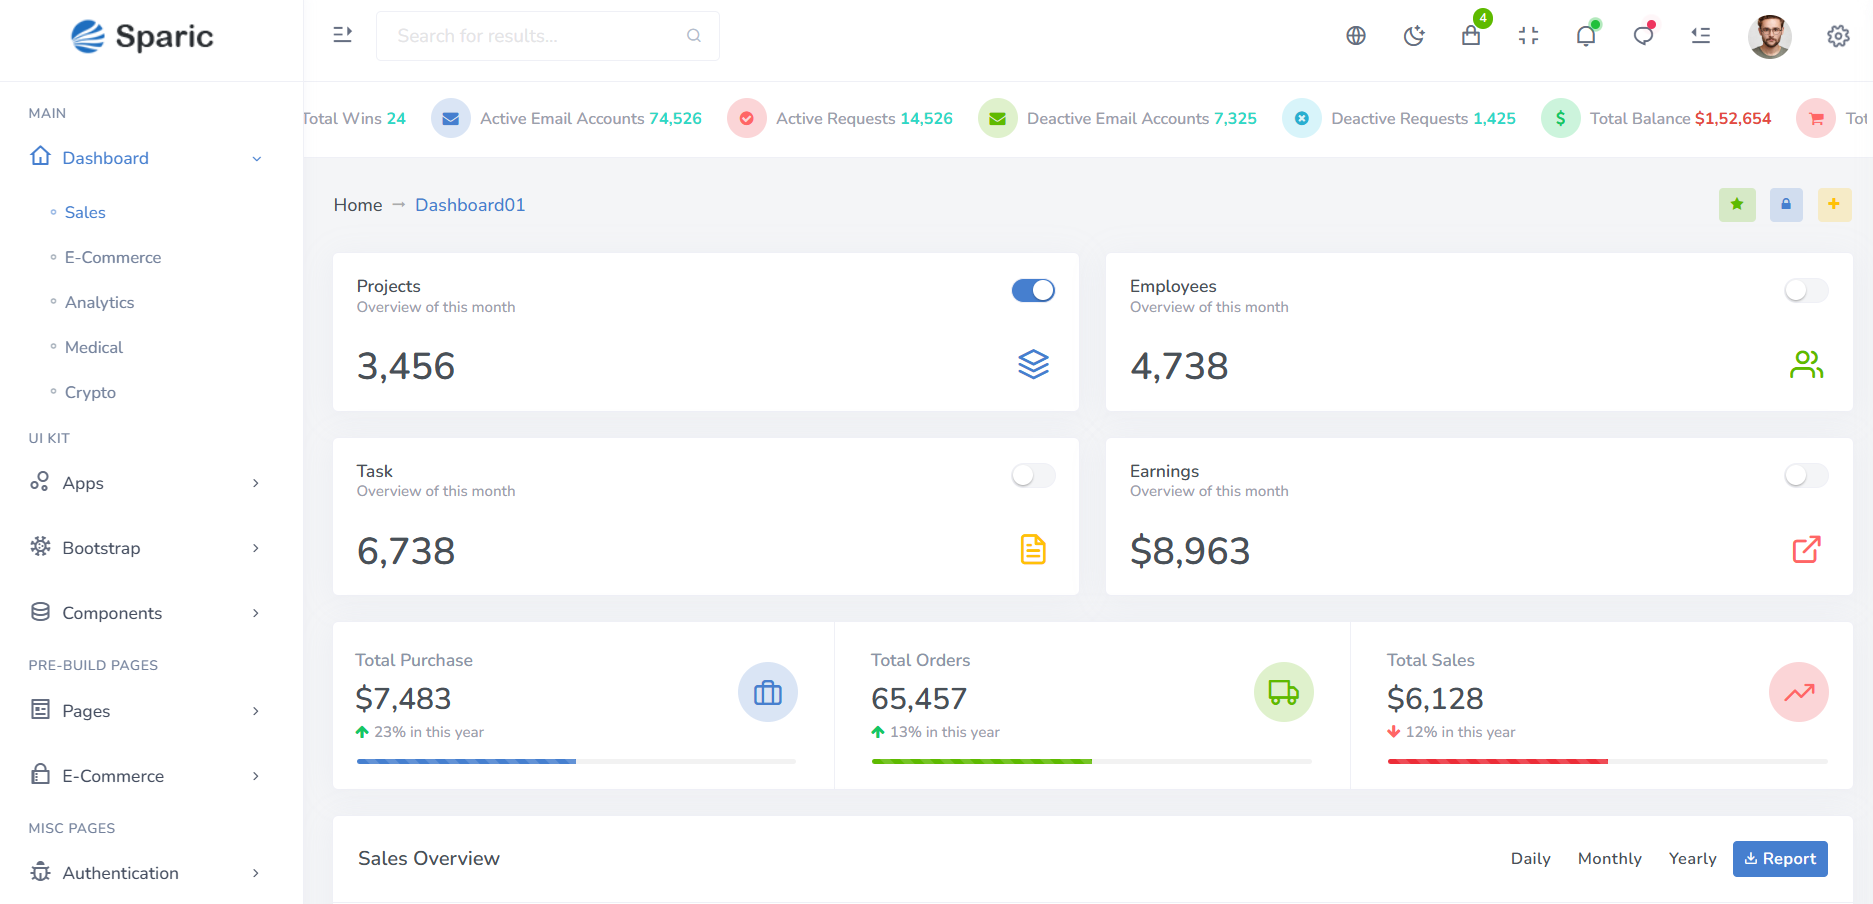 Sparic
Search for results...
4
Total Wins 24
Active Email Accounts 74,526
Active Requests 14,526
Deactive Email Accounts 7,325
Deactive Requests 1,425
Total Balance $1,52,654
Tot
MAIN
Dashboard
Sales
E-Commerce
Analytics
Medical
Crypto
UI KIT
Apps
Bootstrap
Components
PRE-BUILD PAGES
Pages
E-Commerce
MISC PAGES
Authentication
Home → Dashboard01
Projects
Overview of this month
3,456
Employees
Overview of this month
4,738
Task
Overview of this month
6,738
Earnings
Overview of this month
$8,963
Total Purchase
$7,483
23% in this year
Total Orders
65,457
13% in this year
Total Sales
$6,128
12% in this year
Sales Overview
Daily
Monthly
Yearly
Report